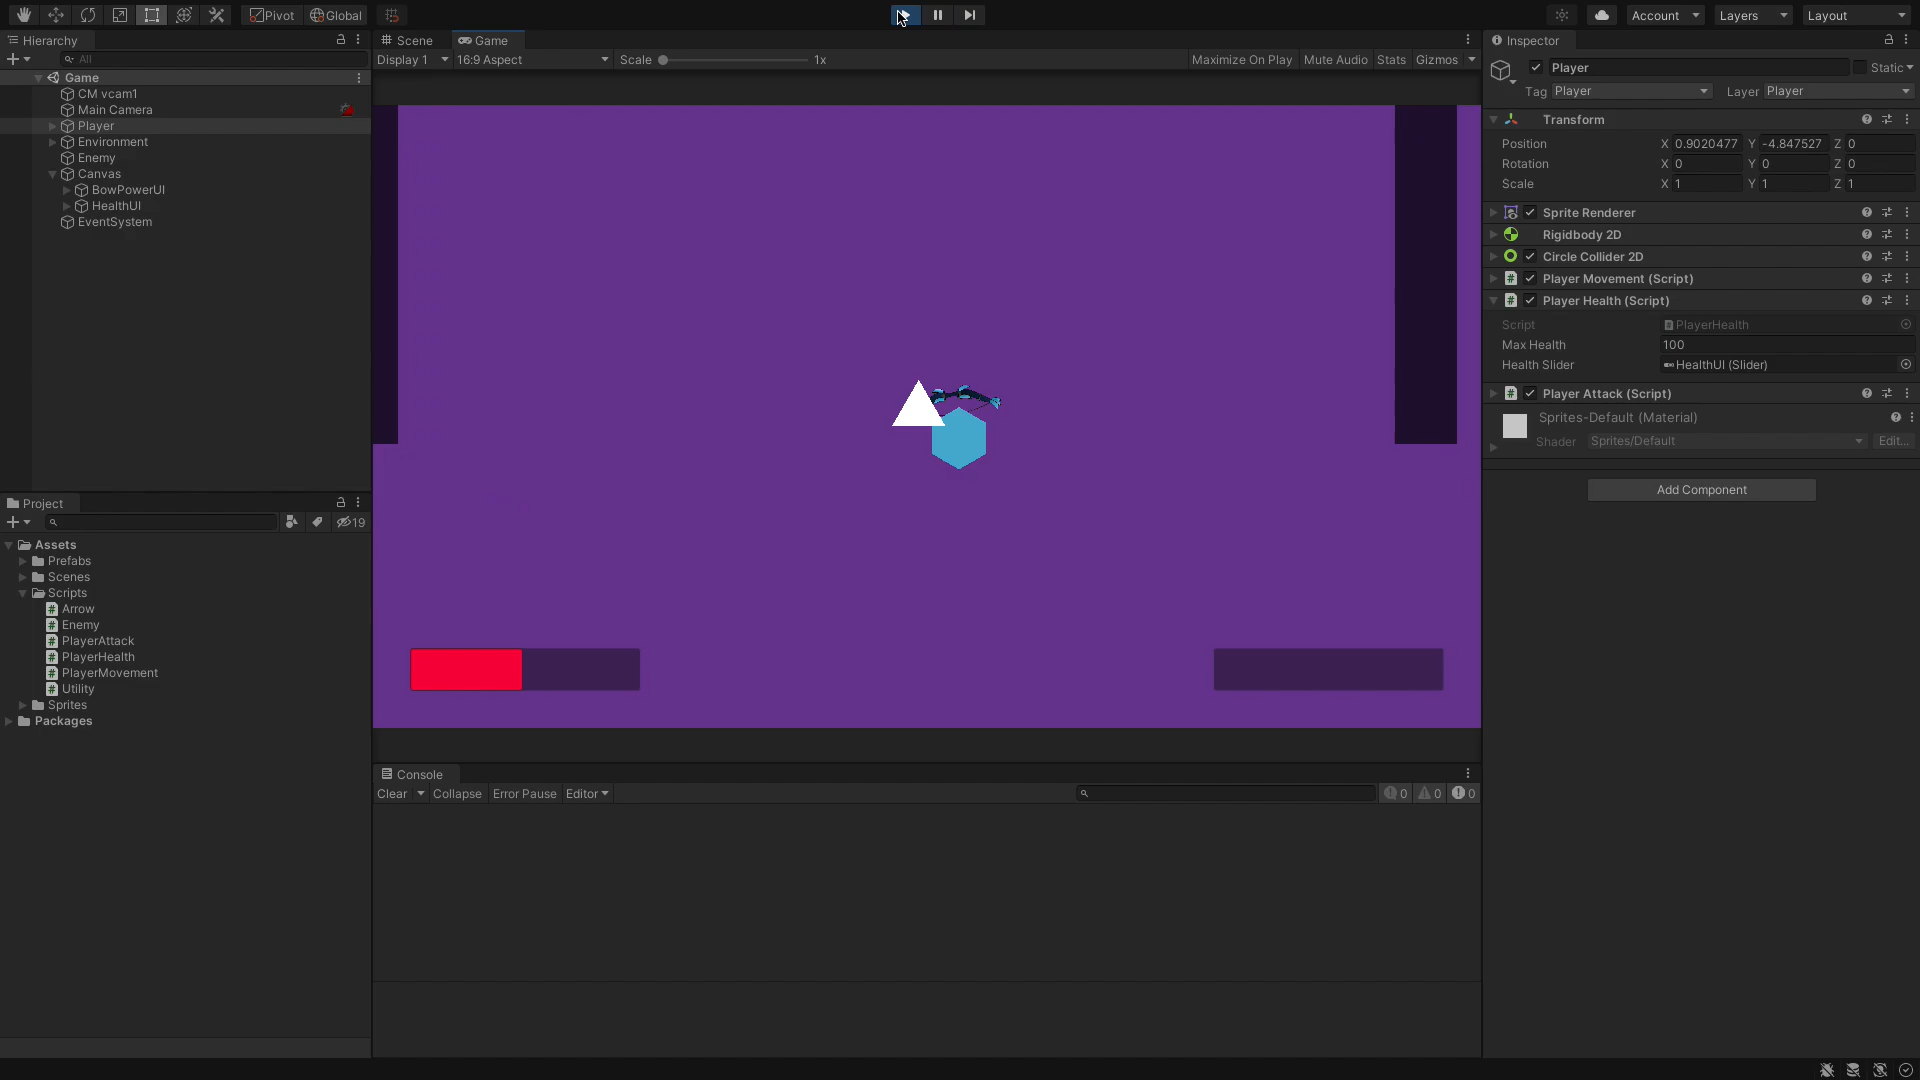 Pivot Global Account Layers Layout
Hierarchy
All
Game
CM vcam1
Main Camera
Player
Environment
Enemy
Canvas
BowPowerUI
HealthUI
EventSystem
Project
19
Assets
Prefabs
Scenes
Scripts
Arrow
Enemy
PlayerAttack
PlayerHealth
PlayerMovement
Utility
Sprites
Packages
Scene Game
Display 1 16:9 Aspect Scale 1x Maximize On Play Mute Audio Stats Gizmos
Console
Clear Collapse Error Pause Editor 0 0 0
Inspector
Player Static
Tag Player Layer Player
Transform
Position X 0.9020477 Y -4.847527 Z 0
Rotation X 0 Y 0 Z 0
Scale X 1 Y 1 Z 1
Sprite Renderer
Rigidbody 2D
Circle Collider 2D
Player Movement (Script)
Player Health (Script)
Script PlayerHealth
Max Health 100
Health Slider HealthUI (Slider)
Player Attack (Script)
Sprites-Default (Material)
Shader Sprites/Default Edit...
Add Component